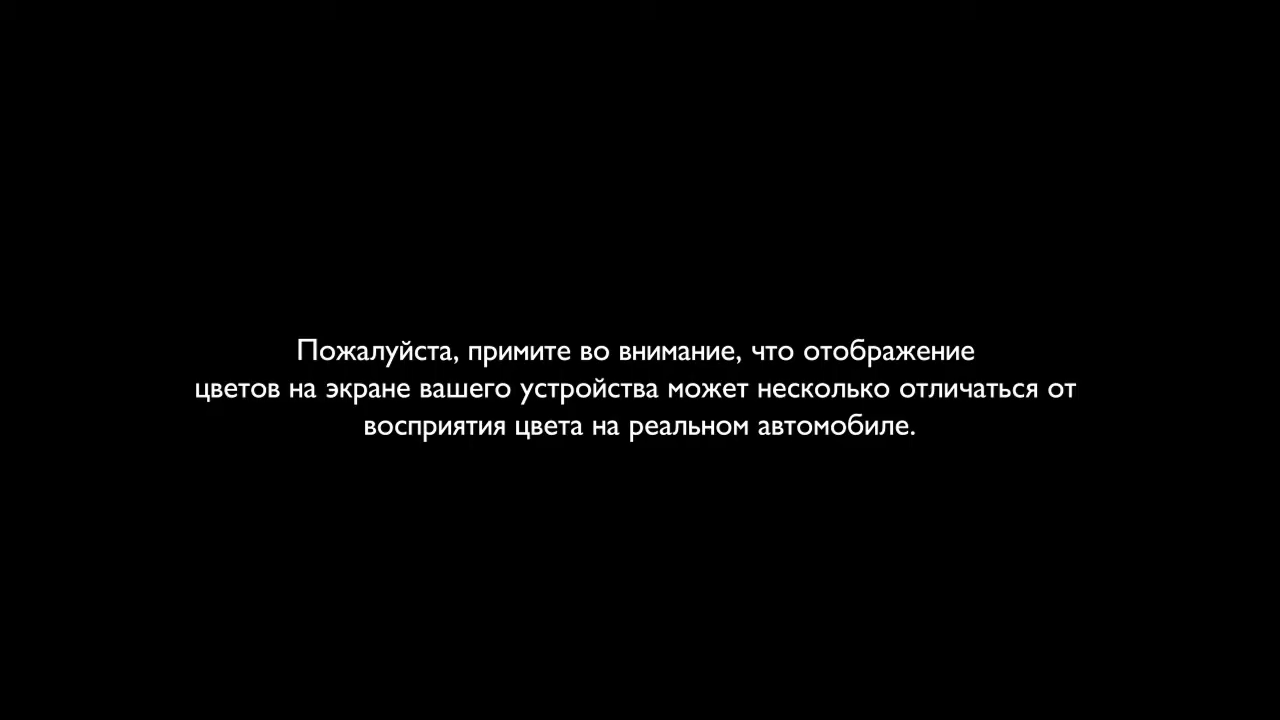 Пожалуйста, примите во внимание, что отображение
цветов на экране вашего устройства может несколько отличаться от
восприятия цвета на реальном автомобиле.